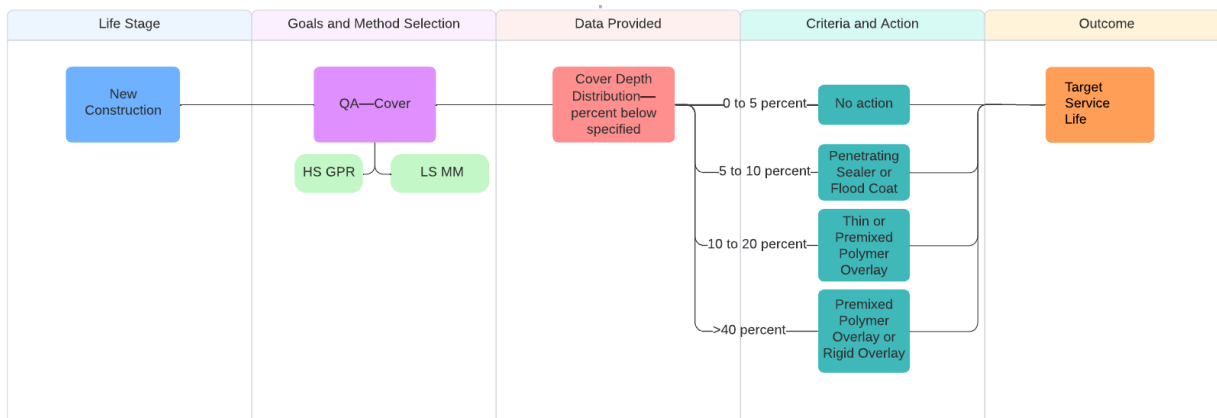 Life Stage
Goals and Method Selection
Data Provided
Criteria and Action
Outcome
New
Construction
QA—Cover
HS GPR
LS MM
Cover Depth
Distribution—
percent below
specified
0 to 5 percent
No action
5 to 10 percent
Penetrating
Sealer or
Flood Coat
10 to 20 percent
Thin or
Premixed
Polymer
Overlay
>40 percent
Premixed
Polymer
Overlay or
Rigid Overlay
Target
Service
Life